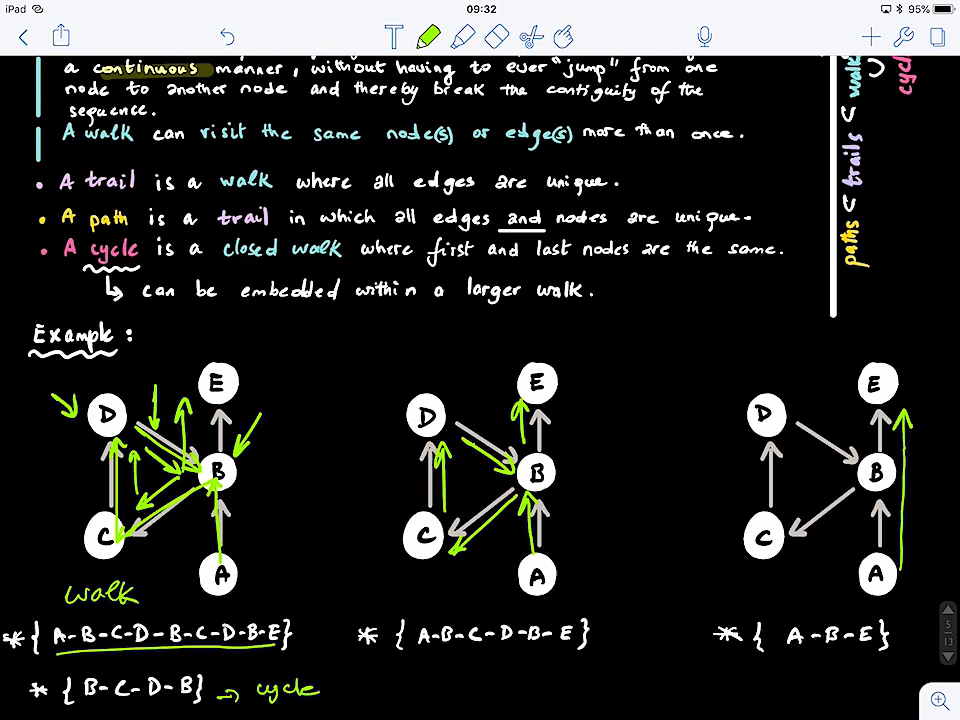 iPad
09:32
95%
T
a continuous manner, without having to ever "jump" from one
node to another node and thereby break the contiguity of the
sequence.
A walk can visit the same node(s) or edge(s) more than once.
• A trail is a walk where all edges are unique.
• A path is a trail in which all edges and nodes are unique.
• A cycle is a closed walk where first and last nodes are the same.
↳ can be embedded within a larger walk.
paths < trails < walk
cycle
Example :
E
D
B
C
A
E
D
B
C
A
E
D
B
C
A
walk
* { A-B-C-D-B-C-D-B-E}
* { A-B-C-D-B-E }
* { A-B-E }
* { B-C-D-B } → cycle
5
13